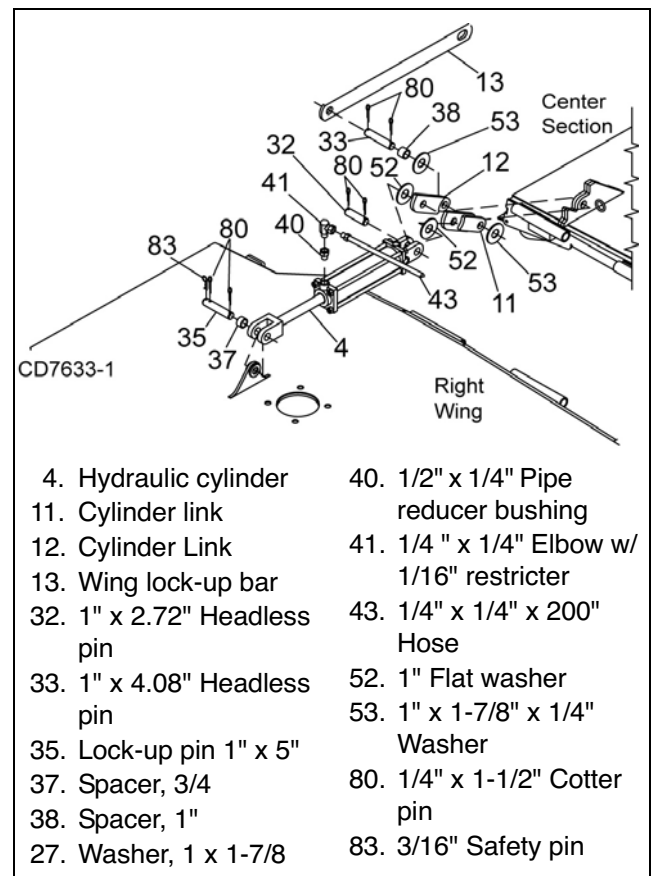 13
80
38
53
Center
Section
33
32
80
52
12
41
40
83
80
52
53
11
43
35
37
4
CD7633-1
Right
Wing
4. Hydraulic cylinder
11. Cylinder link
12. Cylinder Link
13. Wing lock-up bar
32. 1" x 2.72" Headless
pin
33. 1" x 4.08" Headless
pin
35. Lock-up pin 1" x 5"
37. Spacer, 3/4
38. Spacer, 1"
27. Washer, 1 x 1-7/8
40. 1/2" x 1/4" Pipe
reducer bushing
41. 1/4 " x 1/4" Elbow w/
1/16" restricter
43. 1/4" x 1/4" x 200"
Hose
52. 1" Flat washer
53. 1" x 1-7/8" x 1/4"
Washer
80. 1/4" x 1-1/2" Cotter
pin
83. 3/16" Safety pin